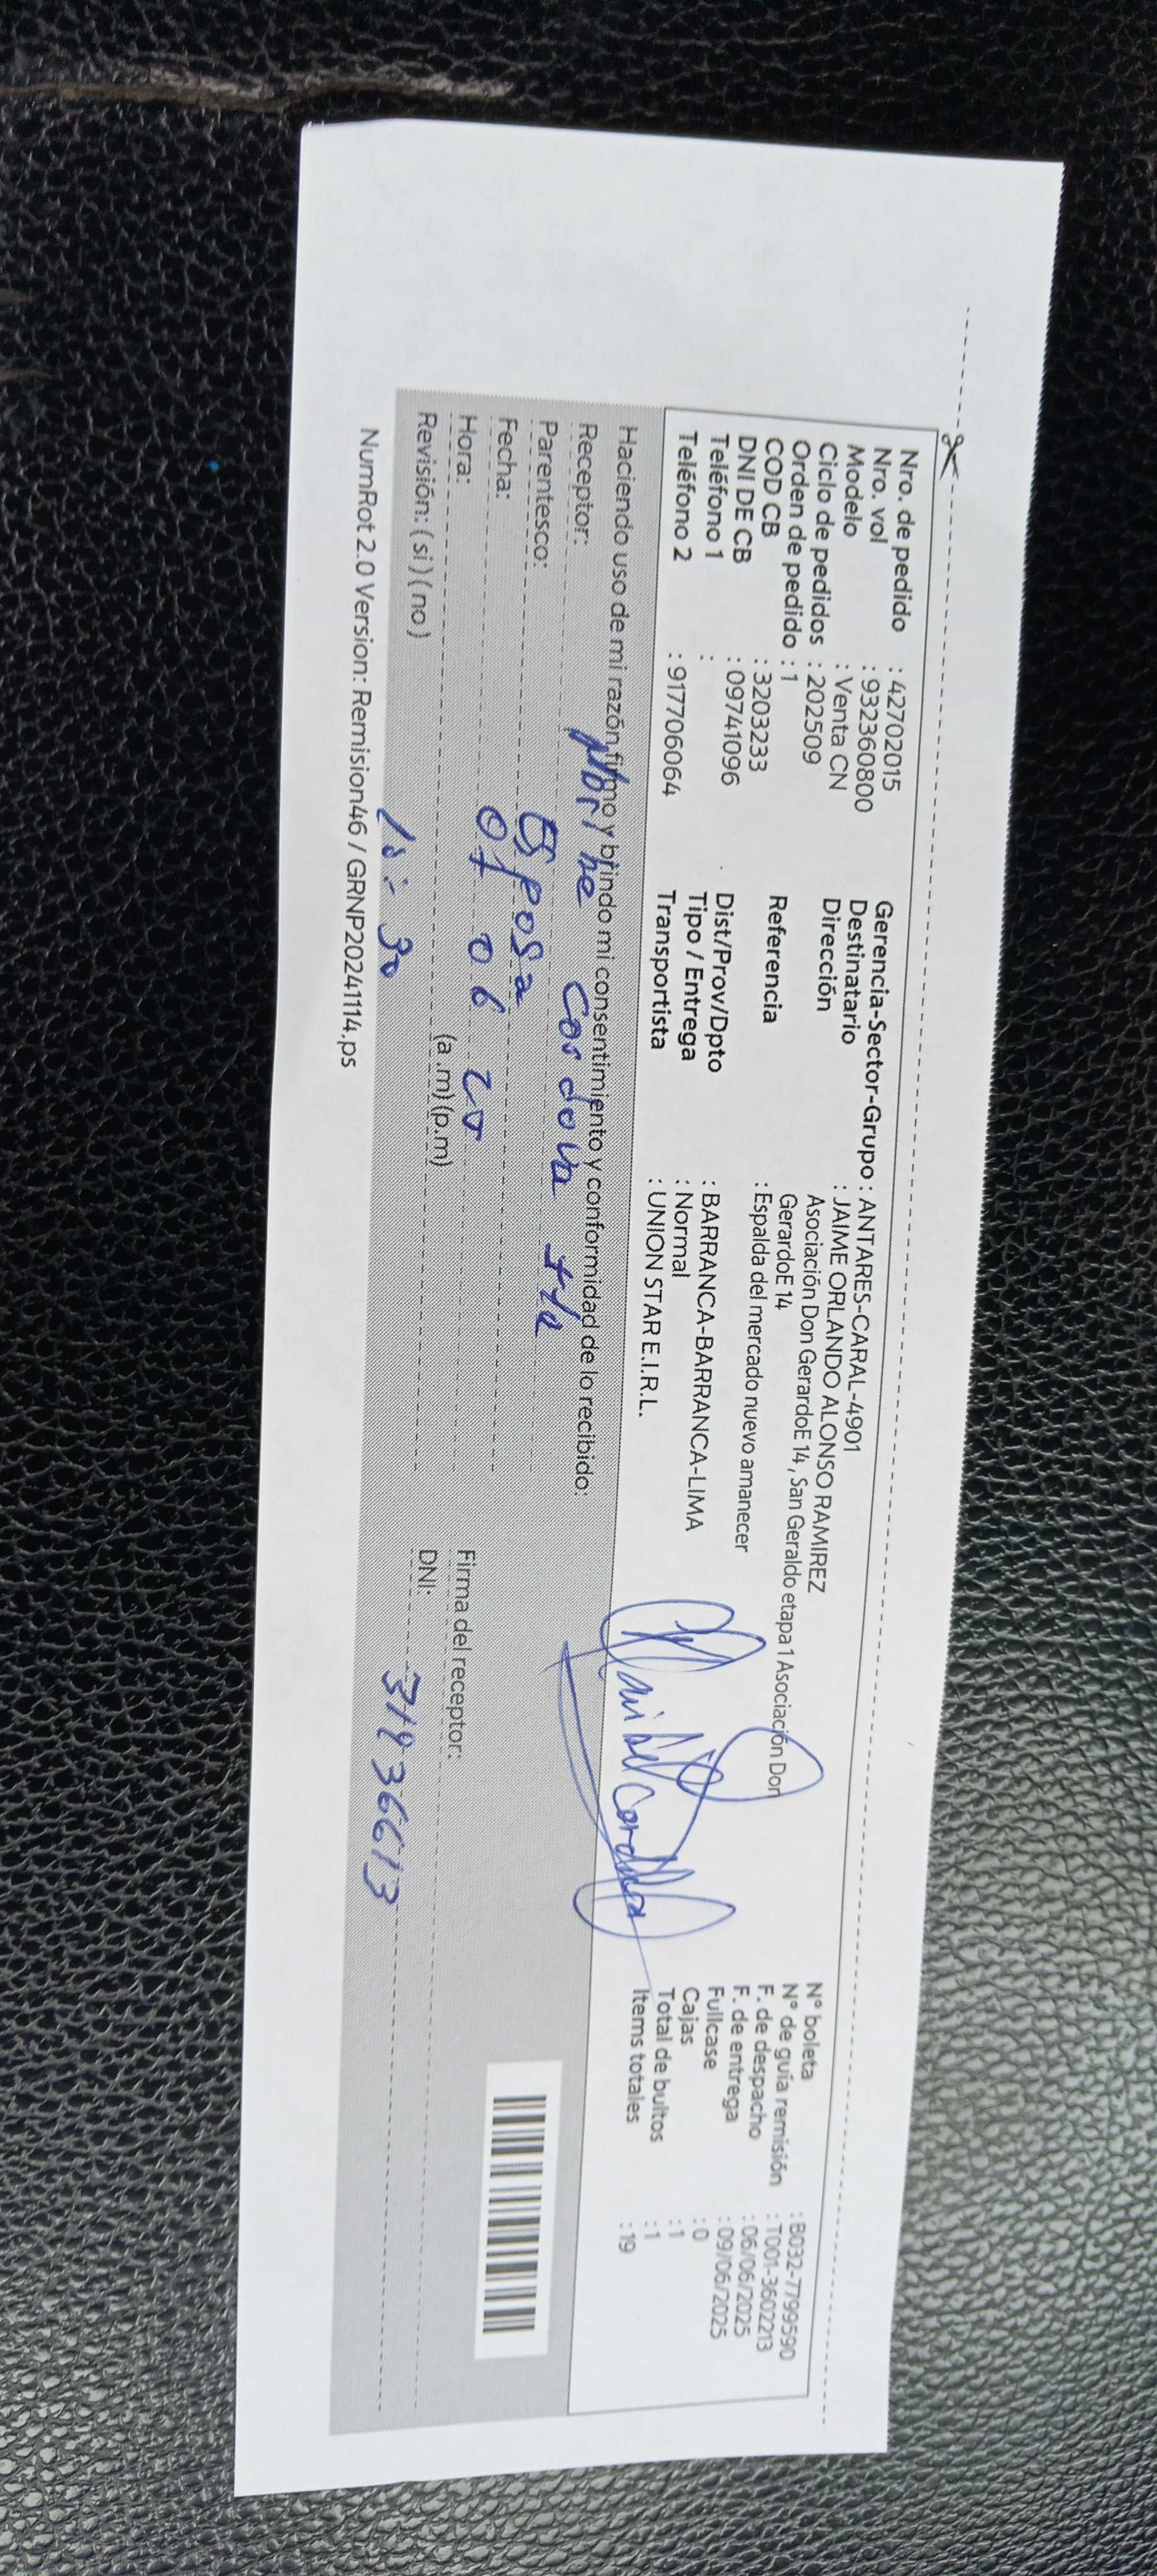 Nro. de pedido : 42702015
Nro. vol : 932360800
Modelo : Venta CN
Ciclo de pedidos : 202509
Orden de pedido : 1
COD CB : 3203233
DNI DE CB : 09741096
Teléfono 1 :
Teléfono 2 : 917706064
Gerencia-Sector-Grupo : ANTARES-CARAL-4901
Destinatario : JAIME ORLANDO ALONSO RAMIREZ
Dirección Asociación Don GerardoE 14 , San Geraldo etapa 1 Asociación Don
GerardoE 14
Referencia : Espalda del mercado nuevo amanecer
Dist/Prov/Dpto : BARRANCA-BARRANCA-LIMA
Tipo / Entrega : Normal
Transportista : UNION STAR E.I.R.L.
N° boleta : B032-7799590
N° de guía remisión : T001-3602213
F. de despacho : 06/06/2025
F. de entrega : 09/06/2025
Fullcase : 0
Cajas : 1
Total de bultos : 1
Items totales : 19
Haciendo uso de mi razón firmo y brindo mi consentimiento y conformidad de lo recibido:
Receptor: Cordova
Parentesco: Esposa
Fecha: 07 06
Hora: (a .m) (p.m)
Revisión: ( si ) ( no ) 10:30
Firma del receptor:
DNI: 31936613
NumRot 2.0 Version: Remision46 / GRNP20241114.ps